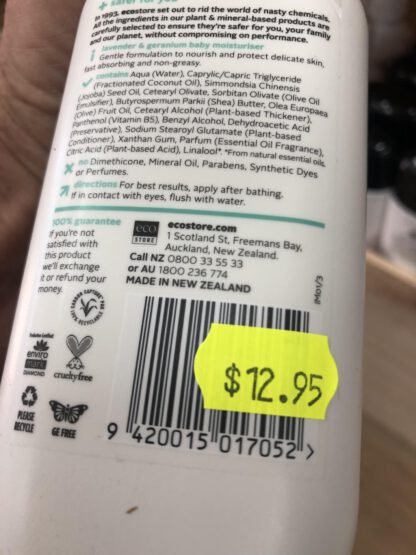 + safer for you
In 1993, ecostore set out to rid the world of nasty chemicals.
All the ingredients in our plant & mineral-based products are
carefully selected to ensure they're safer for you, your family
and our planet, without compromising on performance.
lavender & geranium baby moisturiser
Gentle formulation to nourish and protect delicate skin,
fast absorbing and non-greasy.
contains Aqua (Water), Caprylic/Capric Triglyceride
(Fractionated Coconut Oil), Simmondsia Chinensis
(Jojoba) Seed Oil, Cetearyl Olivate, Sorbitan Olivate (Olive Oil
Emulsifier), Butyrospermum Parkii (Shea) Butter, Olea Europaea
(Olive) Fruit Oil, Cetearyl Alcohol (Plant-based Thickener),
Panthenol (Vitamin B5), Benzyl Alcohol, Dehydroacetic Acid
(Preservative), Sodium Stearoyl Glutamate (Plant-based
Conditioner), Xanthan Gum, Parfum (Essential Oil Fragrance),
Citric Acid (Plant-based Acid), Linalool*. *From natural essential oils.
no Dimethicone, Mineral Oil, Parabens, Synthetic Dyes
or Perfumes.
directions For best results, apply after bathing.
If in contact with eyes, flush with water.
100% guarantee
If you're not
satisfied with
this product
we'll exchange
it or refund your
money.
eco
STORE
ecostore.com
1 Scotland St, Freemans Bay,
Auckland, New Zealand.
Call NZ 0800 33 55 33
or AU 1800 236 774
MADE IN NEW ZEALAND
enviro
mark
DIAMOND
crueltyfree
PLEASE
RECYCLE
GE FREE
$12.95
9 420015 017052 >